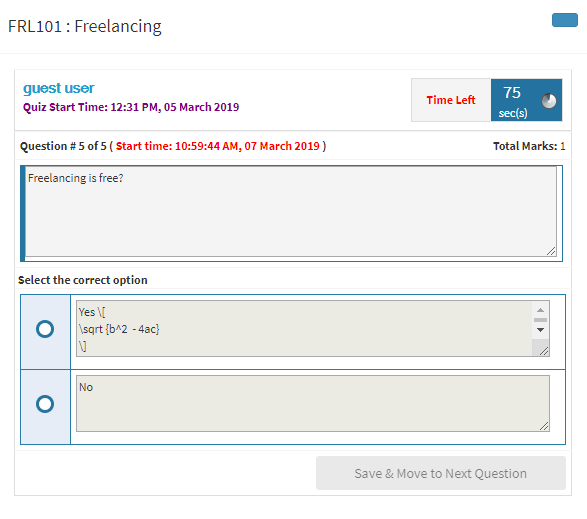 FRL101 : Freelancing
guest user
Quiz Start Time: 12:31 PM, 05 March 2019
Time Left
75
sec(s)
Question # 5 of 5 ( Start time: 10:59:44 AM, 07 March 2019 )
Total Marks: 1
Freelancing is free?
Select the correct option
Yes \[
\sqrt {b^2 - 4ac}
\]
No
Save & Move to Next Question